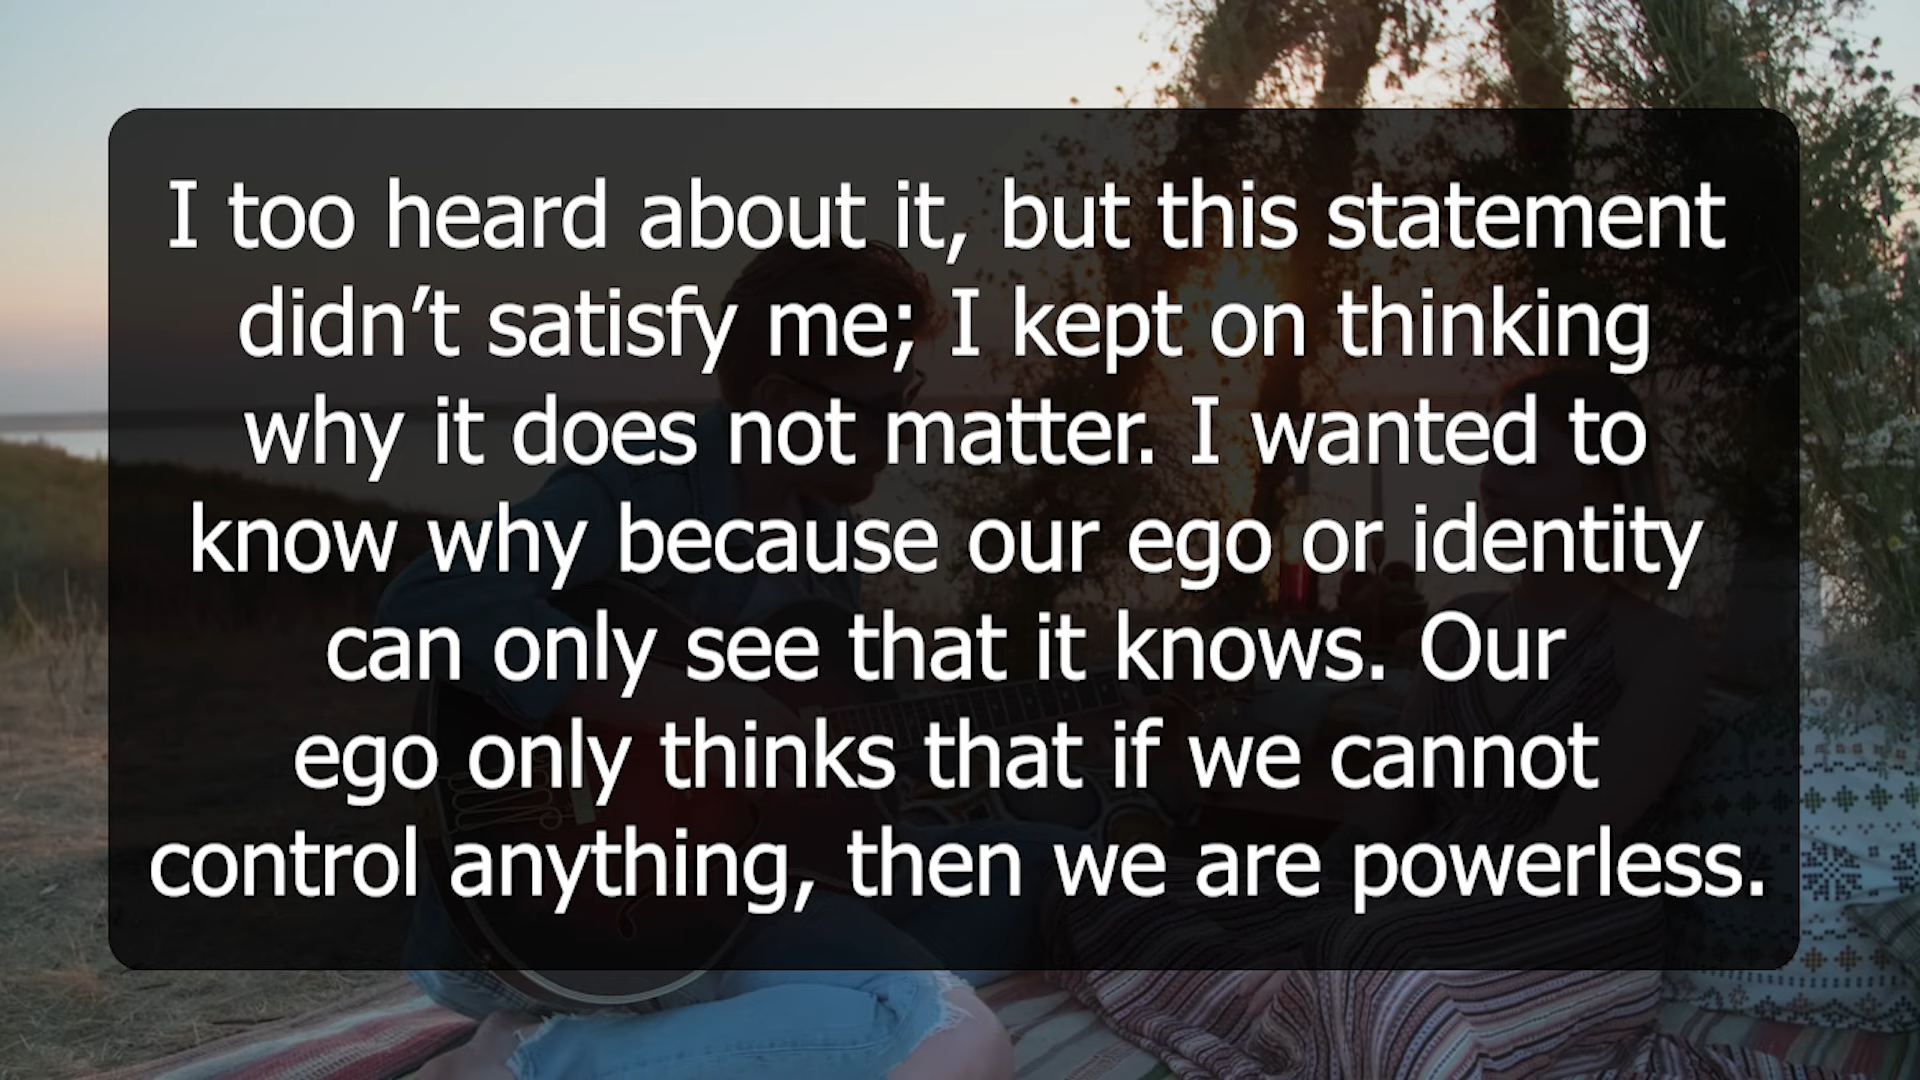 I too heard about it, but this statement
didn’t satisfy me; I kept on thinking
why it does not matter. I wanted to
know why because our ego or identity
can only see that it knows. Our
ego only thinks that if we cannot
control anything, then we are powerless.